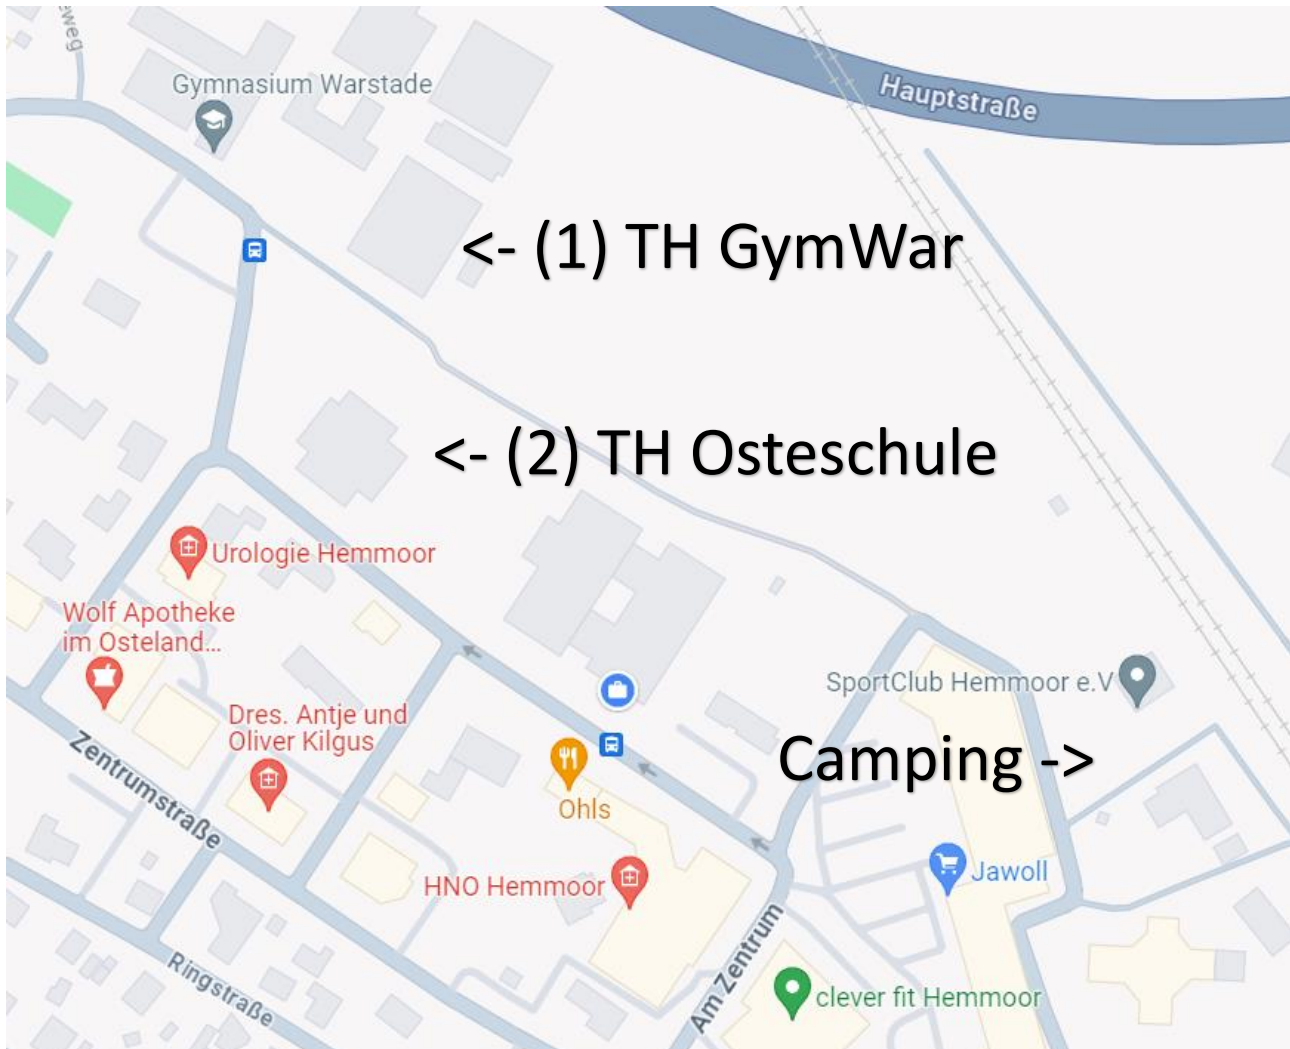 eweg
Gymnasium Warstade
Hauptstraße
<- (1) TH GymWar
<- (2) TH Osteschule
Urologie Hemmoor
Wolf Apotheke
im Osteland...
SportClub Hemmoor e.V
Dres. Antje und
Oliver Kilgus
Zentrumstraße
Camping ->
Ohls
Jawoll
HNO Hemmoor
Am Zentrum
Ringstraße
clever fit Hemmoor